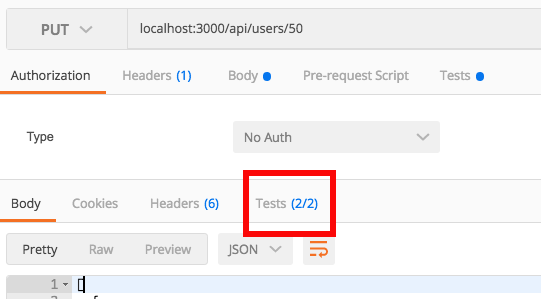 PUT localhost:3000/api/users/50
Authorization Headers (1) Body Pre-request Script Tests
Type No Auth
Body Cookies Headers (6) Tests (2/2)
Pretty Raw Preview JSON
1 [